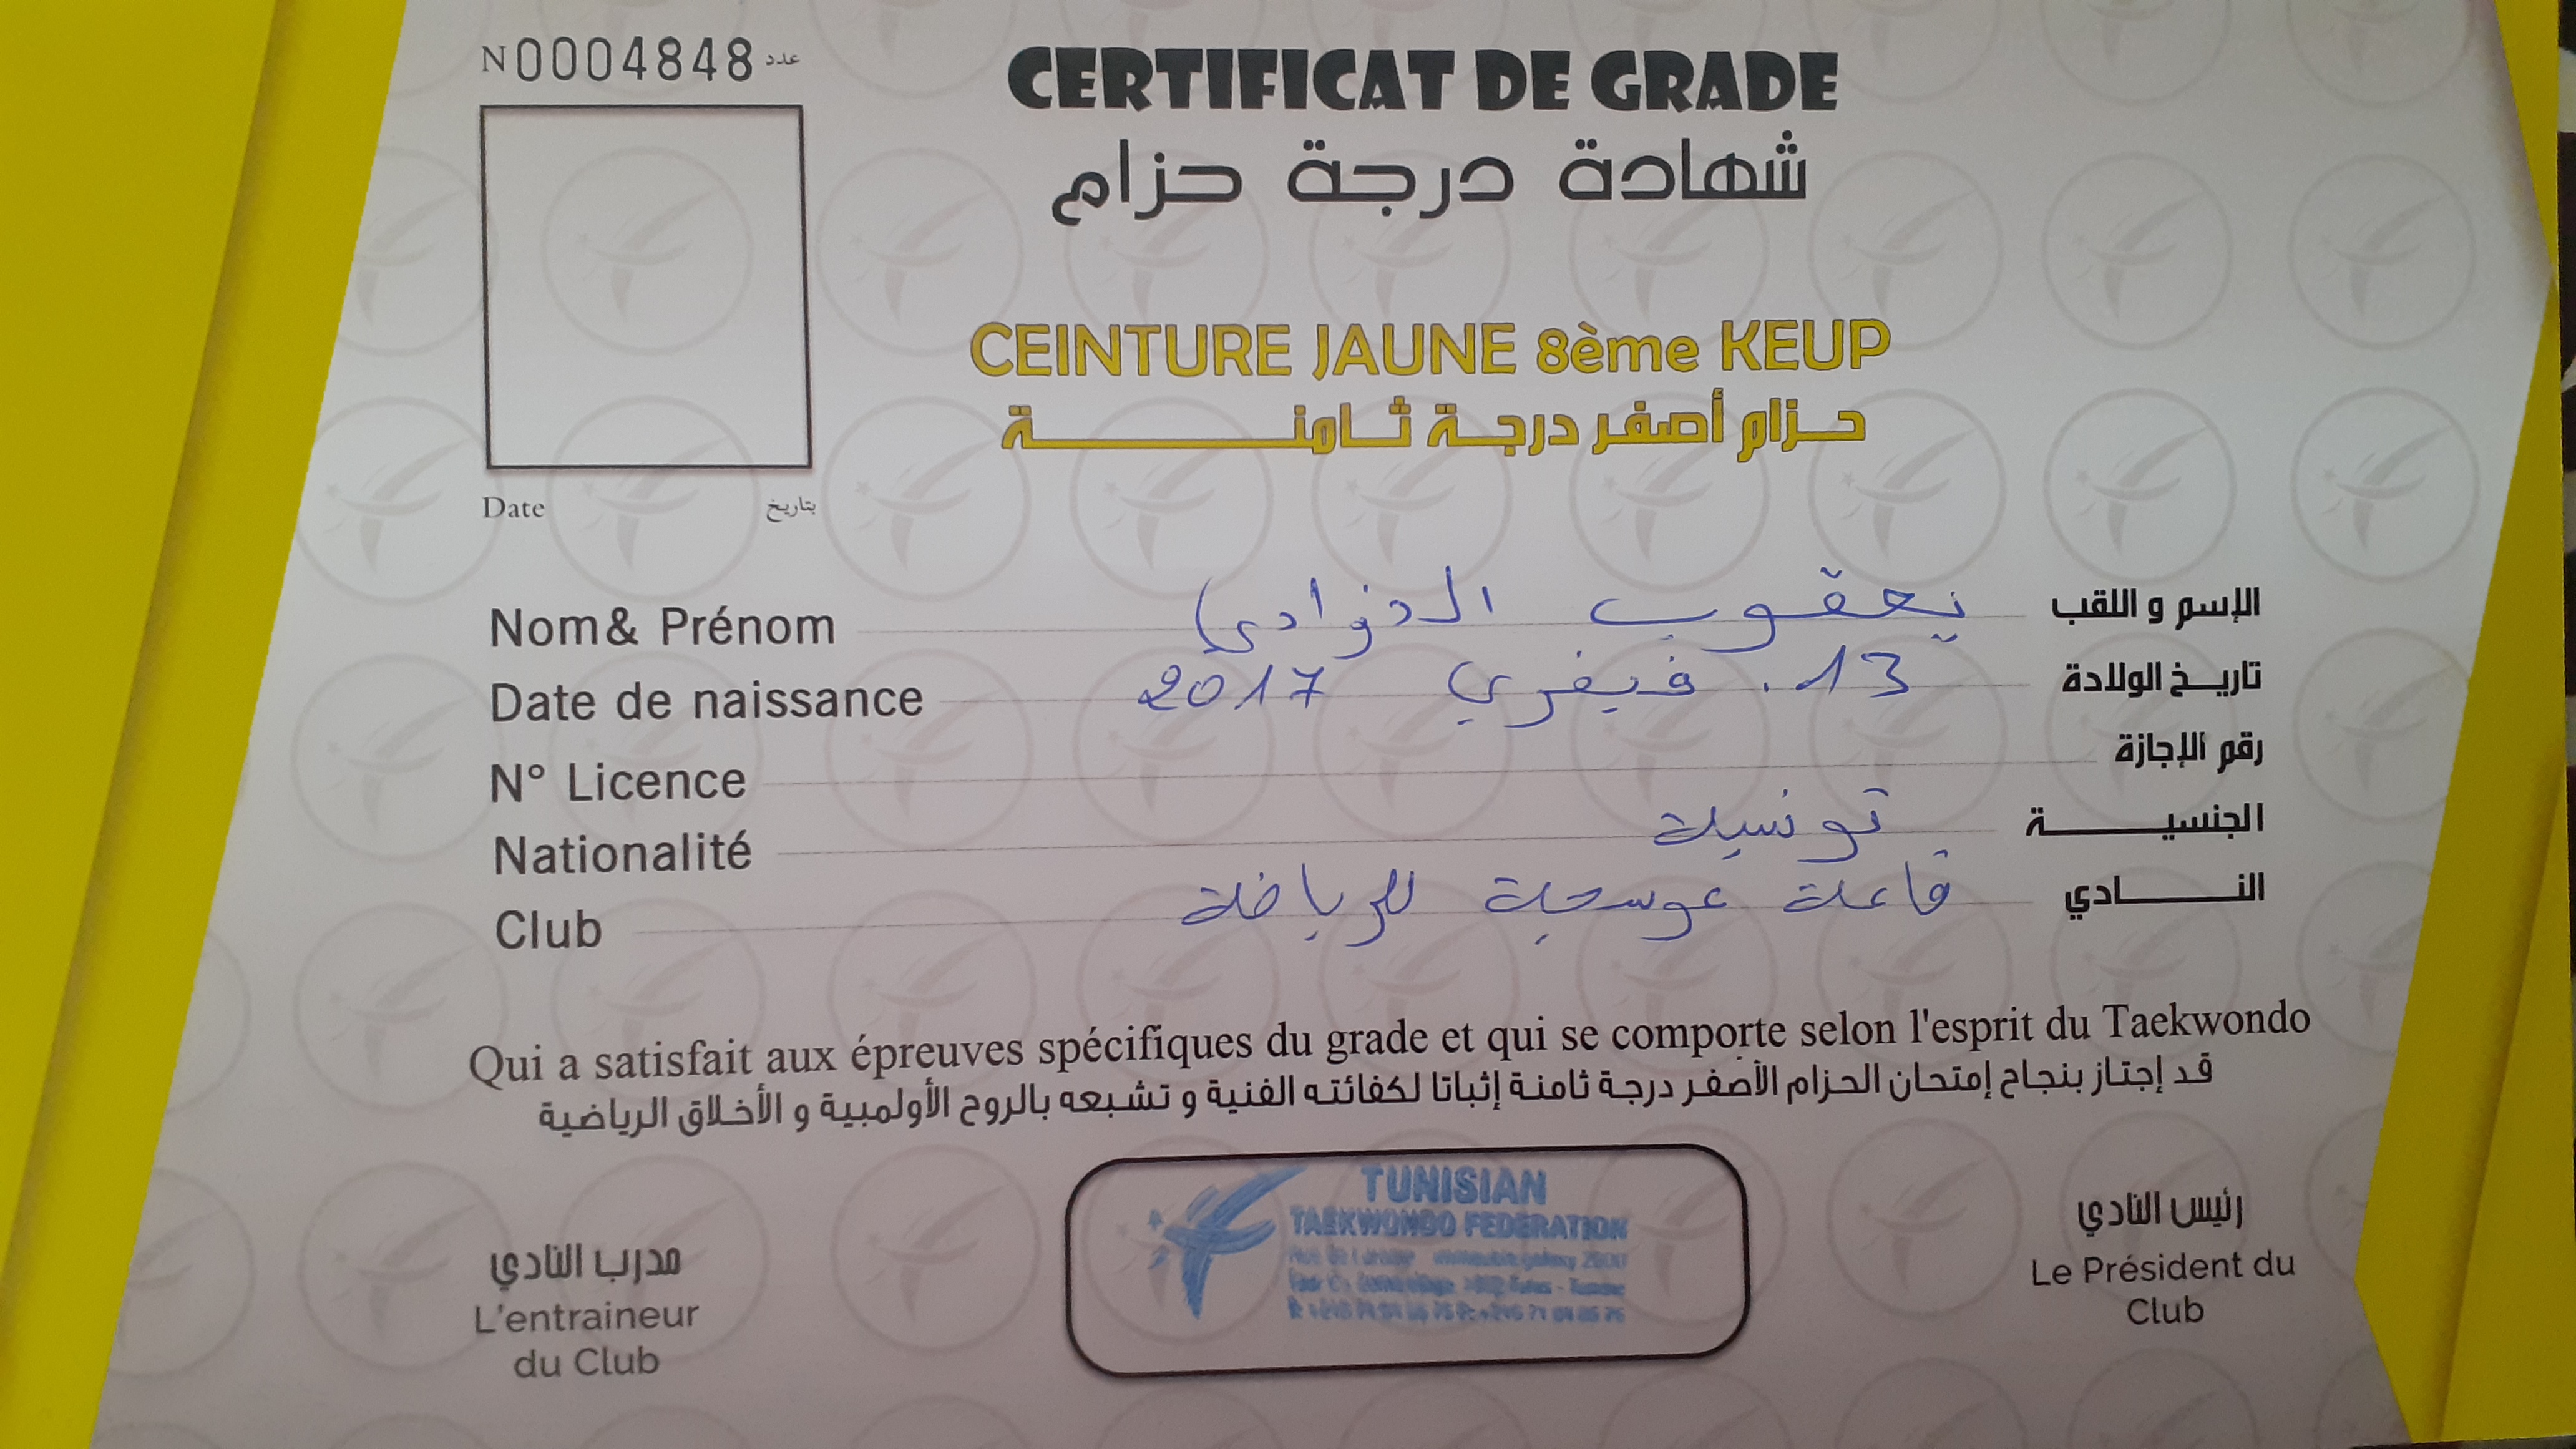 N0004848 عدد
CERTIFICAT DE GRADE
شهادة درجة حزام
CEINTURE JAUNE 8ème KEUP
حزام أصفر درجة ثامنة
Date بتاريخ
Nom& Prénom يعقوب الدوادي الإسم و اللقب
Date de naissance 13. فيفري 2017 تاريخ الولادة
N° Licence رقم الإجازة
Nationalité تونسية الجنسية
Club قاعة عوسجة للرياضة النادي
Qui a satisfait aux épreuves spécifiques du grade et qui se comporte selon l'esprit du Taekwondo
قد إجتاز بنجاح إمتحان الحزام الأصفر درجة ثامنة إثباتا لكفائته الفنية و تشبعه بالروح الأولمبية و الأخلاق الرياضية
TUNISIAN
TAEKWONDO FEDERATION
مدرب النادي
L'entraineur
du Club
رئيس النادي
Le Président du
Club